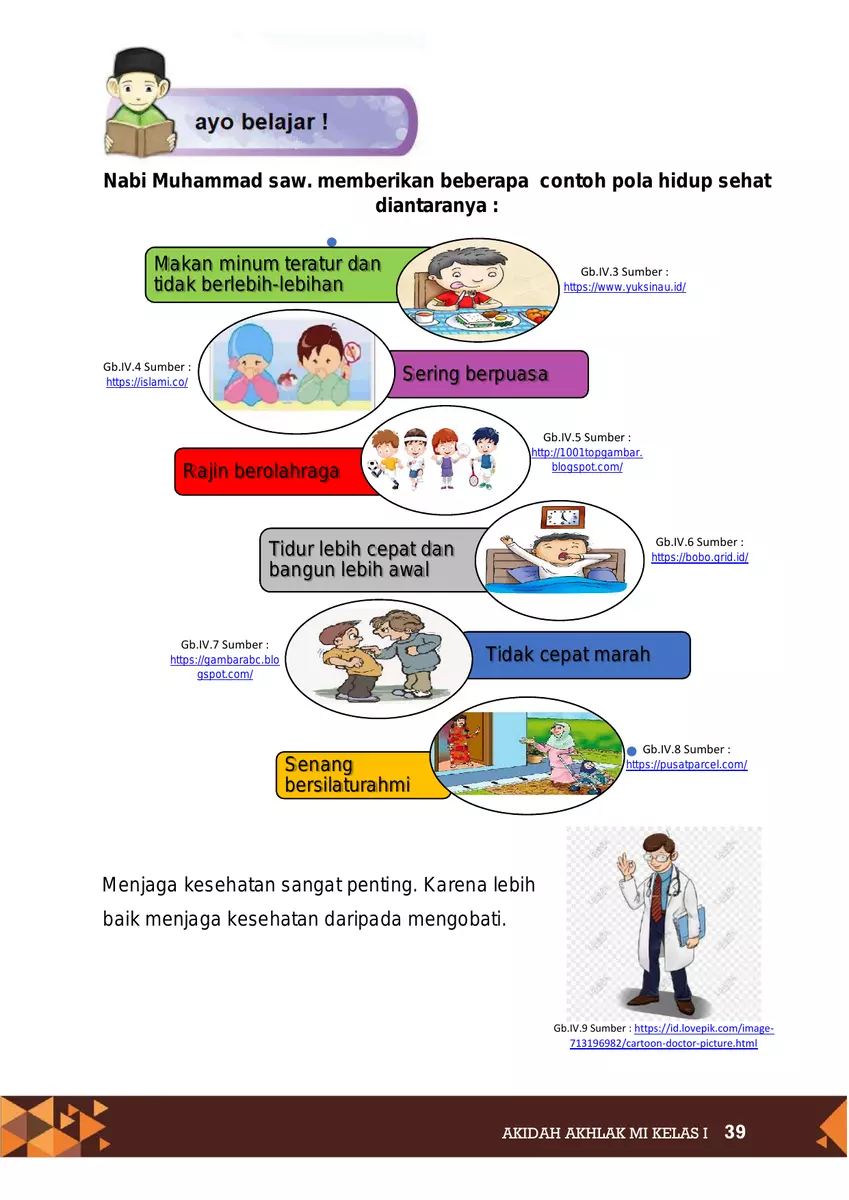 ayo belajar !
Nabi Muhammad saw. memberikan beberapa contoh pola hidup sehat
diantaranya :
Makan minum teratur dan
tidak berlebih-lebihan
Gb.IV.3 Sumber :
https://www.yuksinau.id/
Gb.IV.4 Sumber :
https://islami.co/
Sering berpuasa
Gb.IV.5 Sumber :
http://1001topgambar.
blogspot.com/
Rajin berolahraga
Tidur lebih cepat dan
bangun lebih awal
Gb.IV.6 Sumber :
https://bobo.grid.id/
Gb.IV.7 Sumber :
https://gambarabc.blo
gspot.com/
Tidak cepat marah
Gb.IV.8 Sumber :
https://pusatparcel.com/
Senang
bersilaturahmi
Menjaga kesehatan sangat penting. Karena lebih
baik menjaga kesehatan daripada mengobati.
Gb.IV.9 Sumber : https://id.lovepik.com/image-
713196982/cartoon-doctor-picture.html
AKIDAH AKHLAK MI KELAS I 39